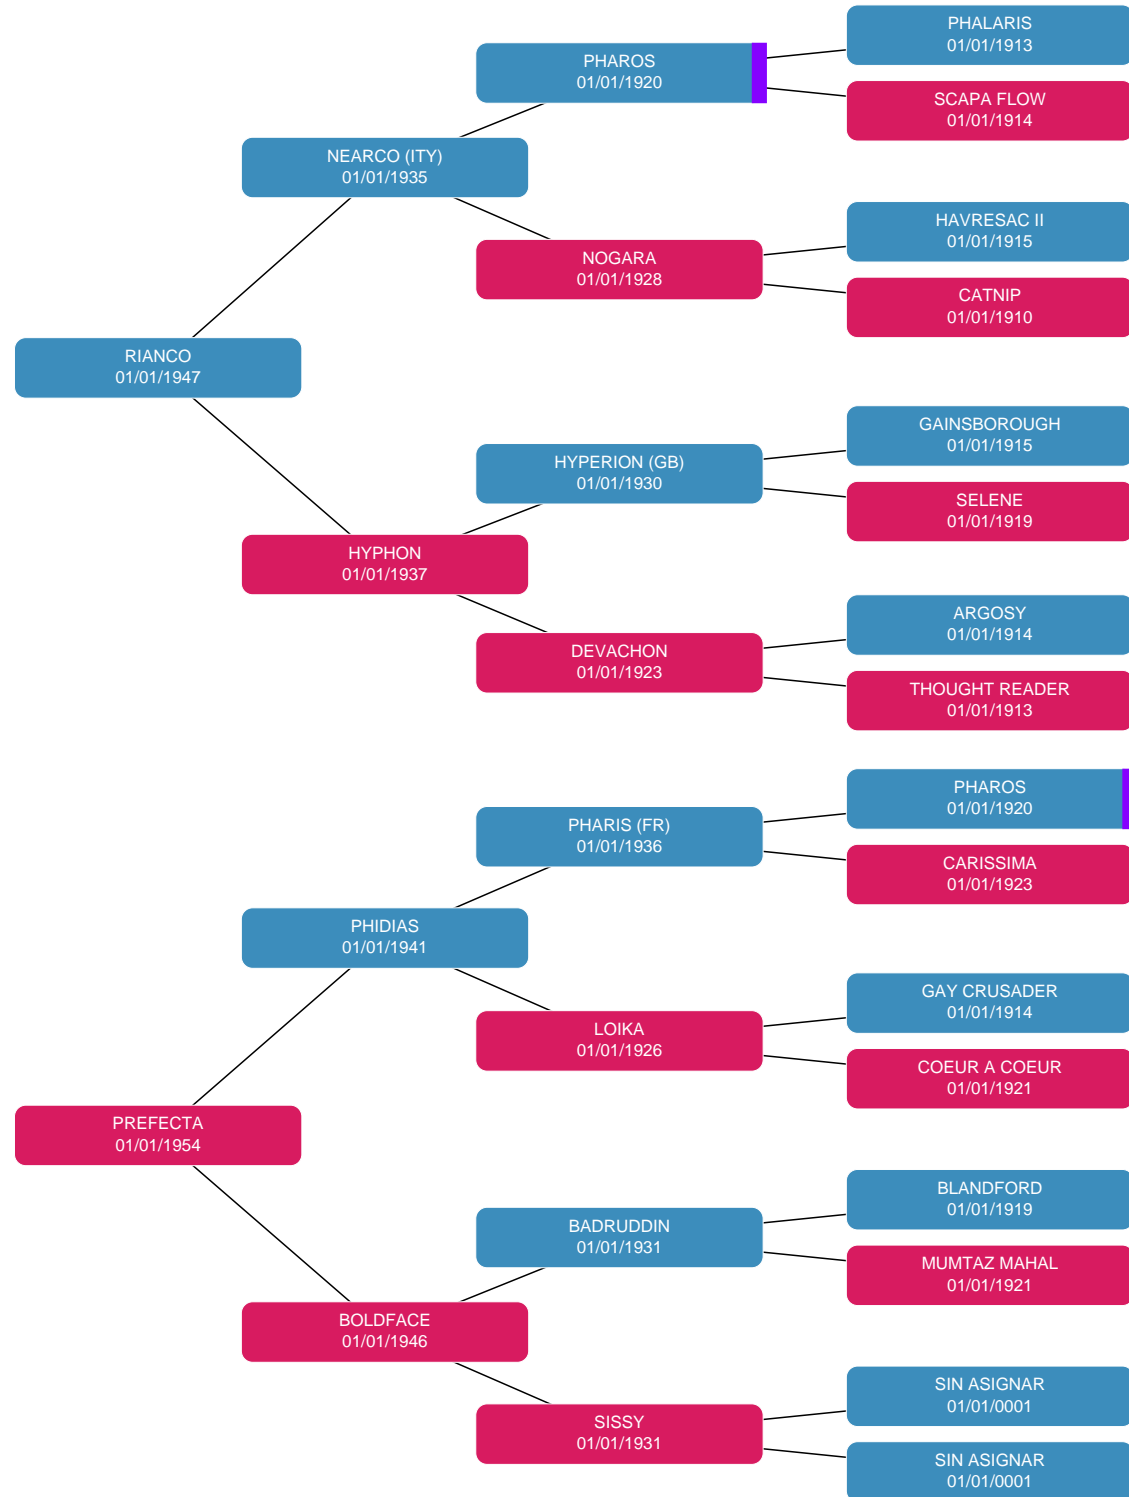 PHALARIS
01/01/1913
PHAROS
01/01/1920
SCAPA FLOW
01/01/1914
NEARCO (ITY)
01/01/1935
HAVRESAC II
01/01/1915
NOGARA
01/01/1928
CATNIP
01/01/1910
RIANCO
01/01/1947
GAINSBOROUGH
01/01/1915
HYPERION (GB)
01/01/1930
SELENE
01/01/1919
HYPHON
01/01/1937
ARGOSY
01/01/1914
DEVACHON
01/01/1923
THOUGHT READER
01/01/1913
PHAROS
01/01/1920
PHARIS (FR)
01/01/1936
CARISSIMA
01/01/1923
PHIDIAS
01/01/1941
GAY CRUSADER
01/01/1914
LOIKA
01/01/1926
COEUR A COEUR
01/01/1921
PREFECTA
01/01/1954
BLANDFORD
01/01/1919
BADRUDDIN
01/01/1931
MUMTAZ MAHAL
01/01/1921
BOLDFACE
01/01/1946
SIN ASIGNAR
01/01/0001
SISSY
01/01/1931
SIN ASIGNAR
01/01/0001